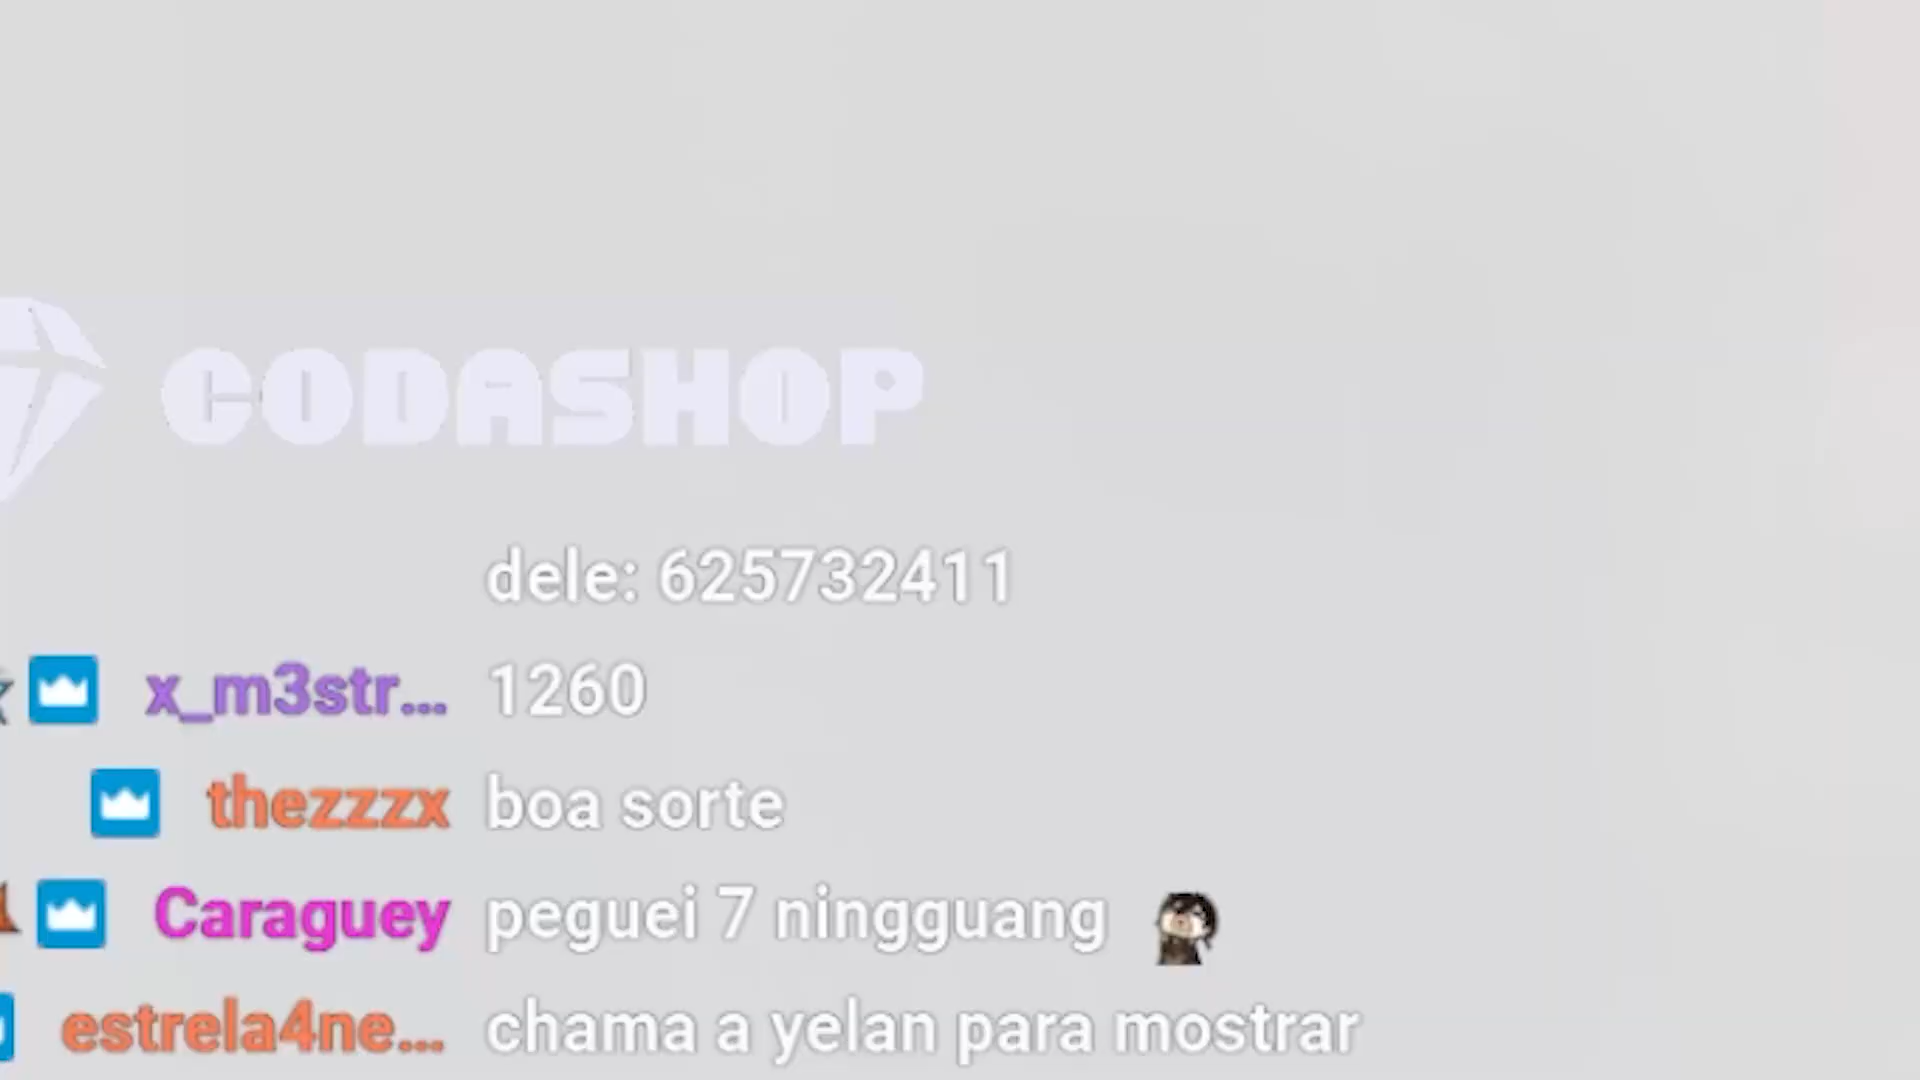 CODASHOP
dele: 625732411
x_m3str... 1260
thezzzx boa sorte
Caraguey peguei 7 ningguang
estrela4ne... chama a yelan para mostrar